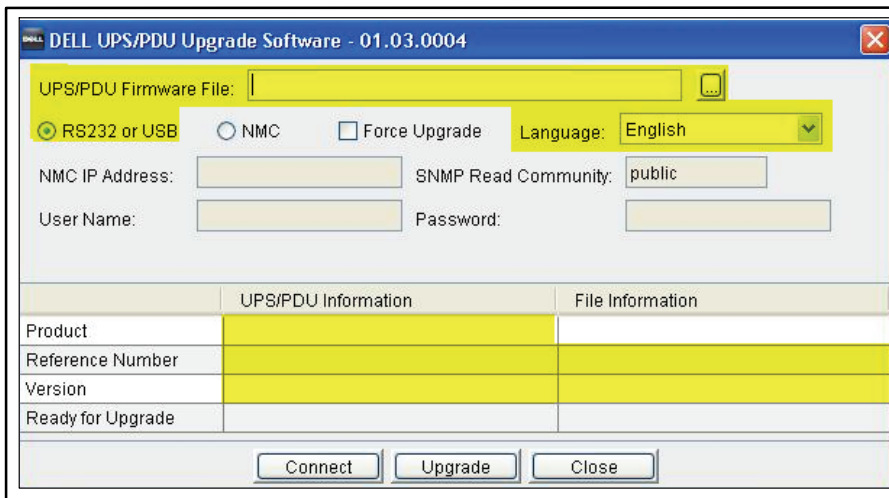 DELL DELL UPS/PDU Upgrade Software - 01.03.0004
UPS/PDU Firmware File: ...
RS232 or USB NMC Force Upgrade Language: English
NMC IP Address: SNMP Read Community: public
User Name: Password:
UPS/PDU Information File Information
Product
Reference Number
Version
Ready for Upgrade
Connect Upgrade Close